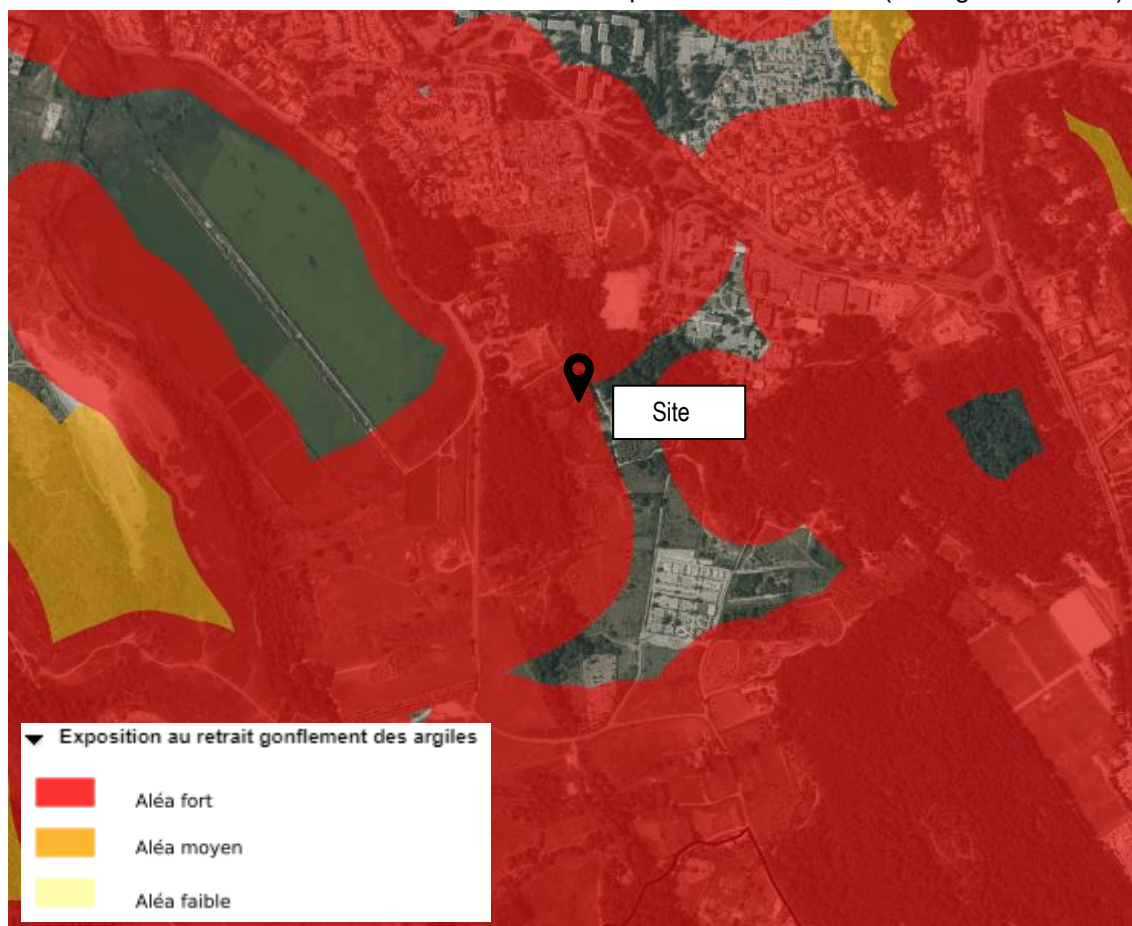 Site
Exposition au retrait gonflement des argiles
Aléa fort
Aléa moyen
Aléa faible